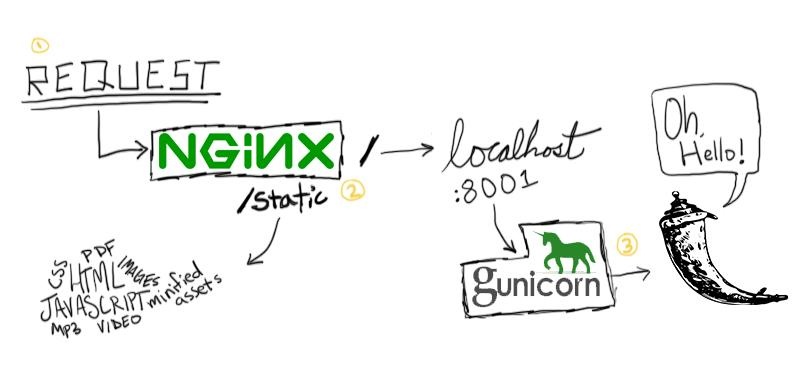 1
REQUEST
NGINX /
/static 2
localhost
:8001
Oh,
Hello!
3
gunicorn
CSS PDF
HTML IMAGES
JAVASCRIPT minified
assets
MP3 VIDEO